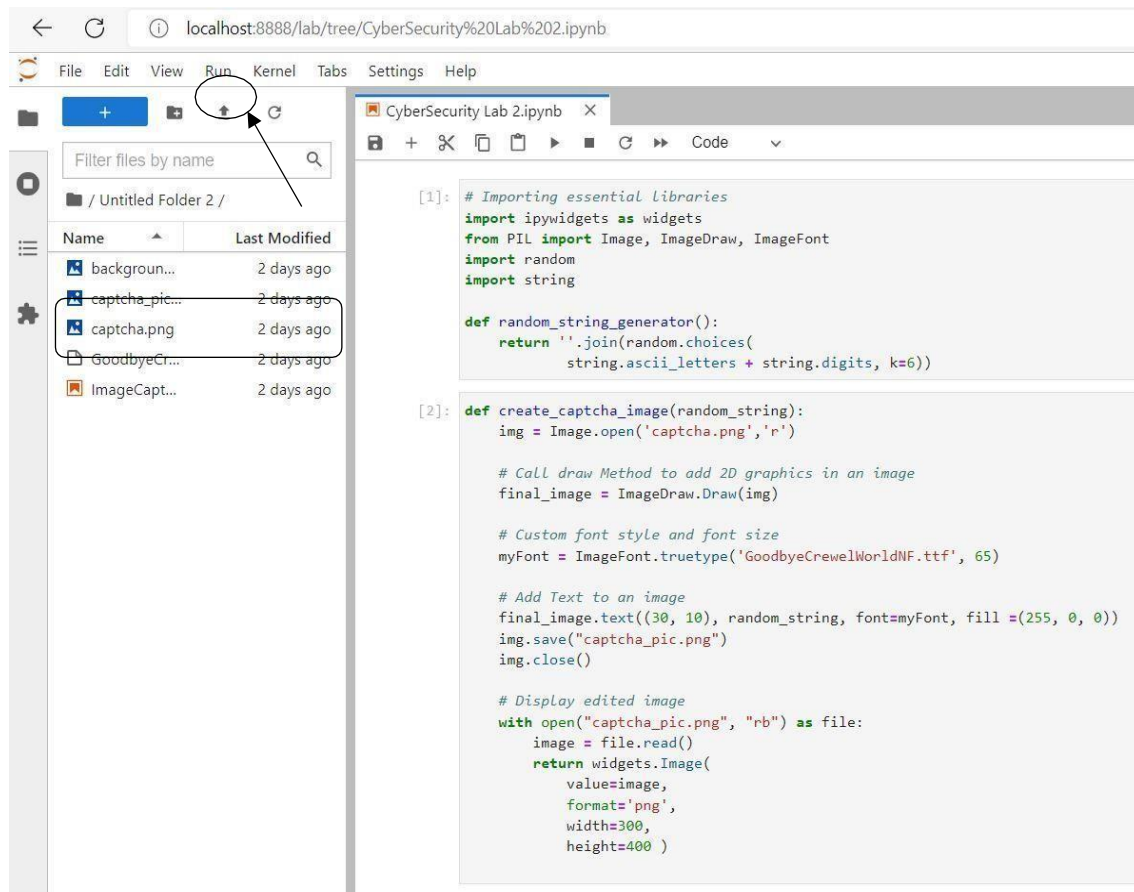 localhost:8888/lab/tree/CyberSecurity%20Lab%202.ipynb
File Edit View Run Kernel Tabs Settings Help
+
Filter files by name
/ Untitled Folder 2 /
Name Last Modified
backgroun... 2 days ago
captcha_pic... 2 days ago
captcha.png 2 days ago
GoodbyeCr... 2 days ago
ImageCapt... 2 days ago
CyberSecurity Lab 2.ipynb
Code
[1]: # Importing essential libraries
import ipywidgets as widgets
from PIL import Image, ImageDraw, ImageFont
import random
import string
def random_string_generator():
    return ''.join(random.choices(
            string.ascii_letters + string.digits, k=6))
[2]: def create_captcha_image(random_string):
    img = Image.open('captcha.png','r')
    # Call draw Method to add 2D graphics in an image
    final_image = ImageDraw.Draw(img)
    # Custom font style and font size
    myFont = ImageFont.truetype('GoodbyeCrewelWorldNF.ttf', 65)
    # Add Text to an image
    final_image.text((30, 10), random_string, font=myFont, fill =(255, 0, 0))
    img.save("captcha_pic.png")
    img.close()
    # Display edited image
    with open("captcha_pic.png", "rb") as file:
        image = file.read()
        return widgets.Image(
            value=image,
            format='png',
            width=300,
            height=400 )